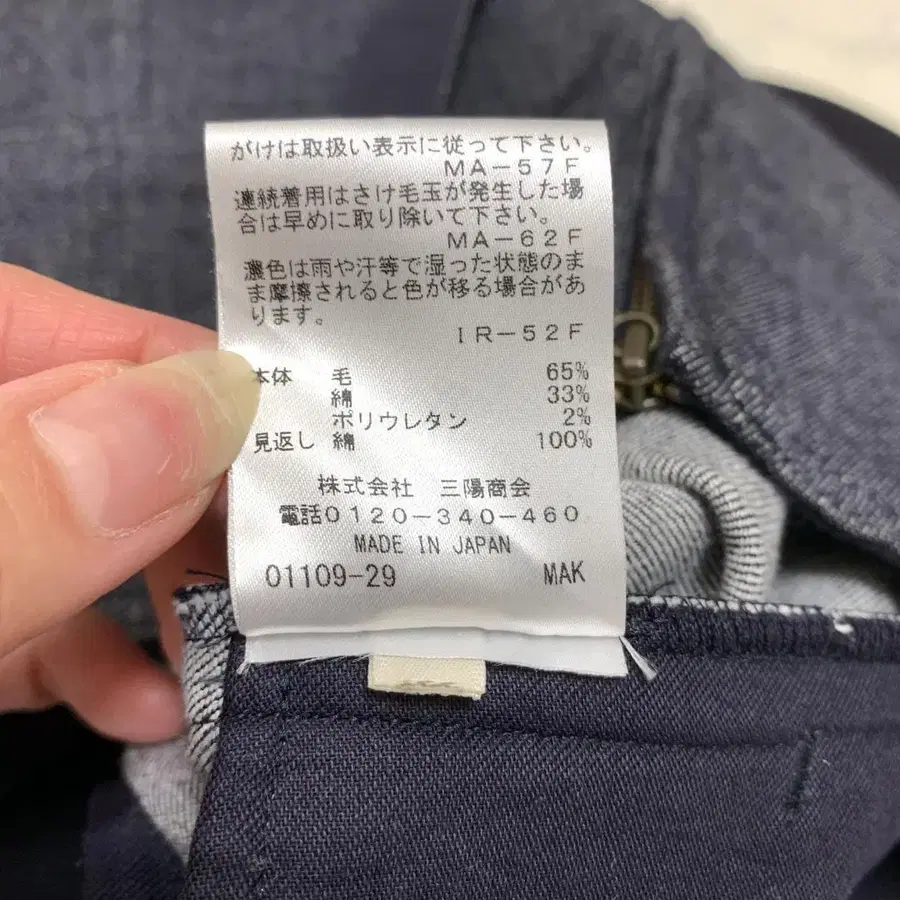 がけは取扱い表示に従って下さい。
MA-57F
連続着用はさけ毛玉が発生した場
合は早めに取り除いて下さい。
MA-62F
濃色は雨や汗等で湿った状態のま
ま摩擦されると色が移る場合があ
ります。
IR-52F
本体 毛 65%
綿 33%
ポリウレタン 2%
見返し 綿 100%
株式会社 三陽商会
電話0120-340-460
MADE IN JAPAN
01109-29 MAK